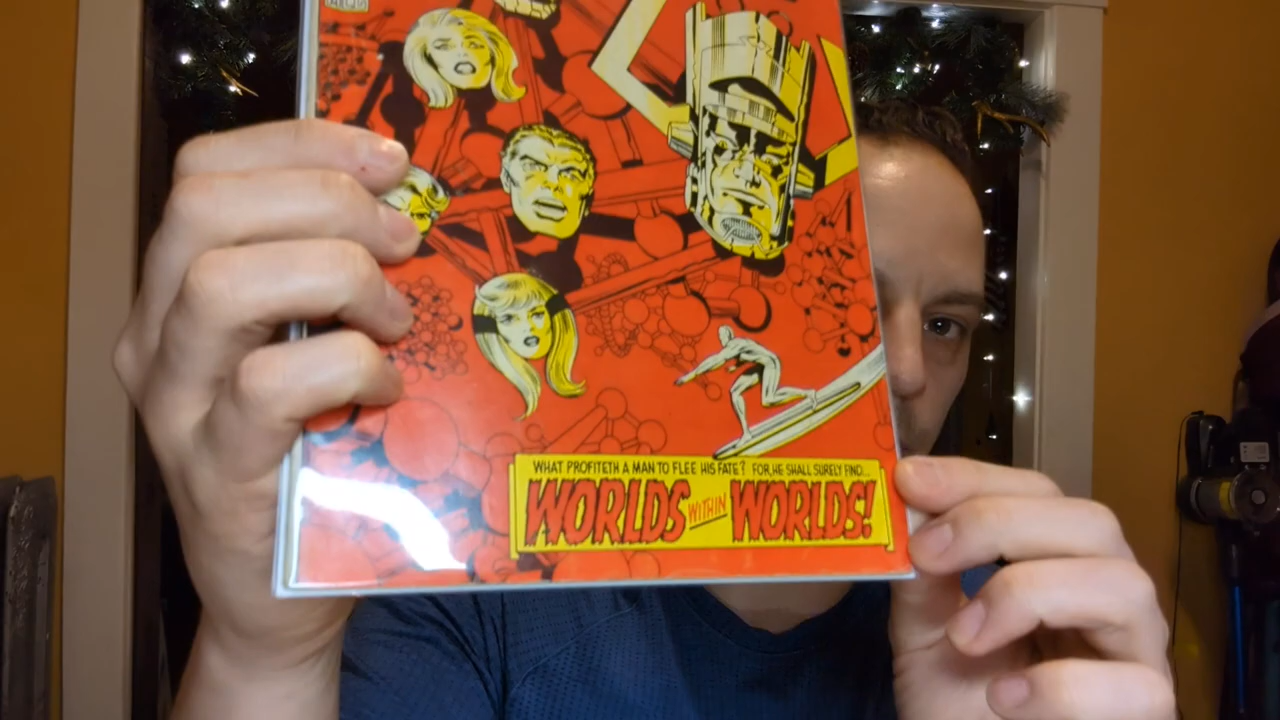 WHAT PROFITETH A MAN TO FLEE HIS FATE? FOR, HE SHALL SURELY FIND...
WORLDS WITHIN WORLDS!